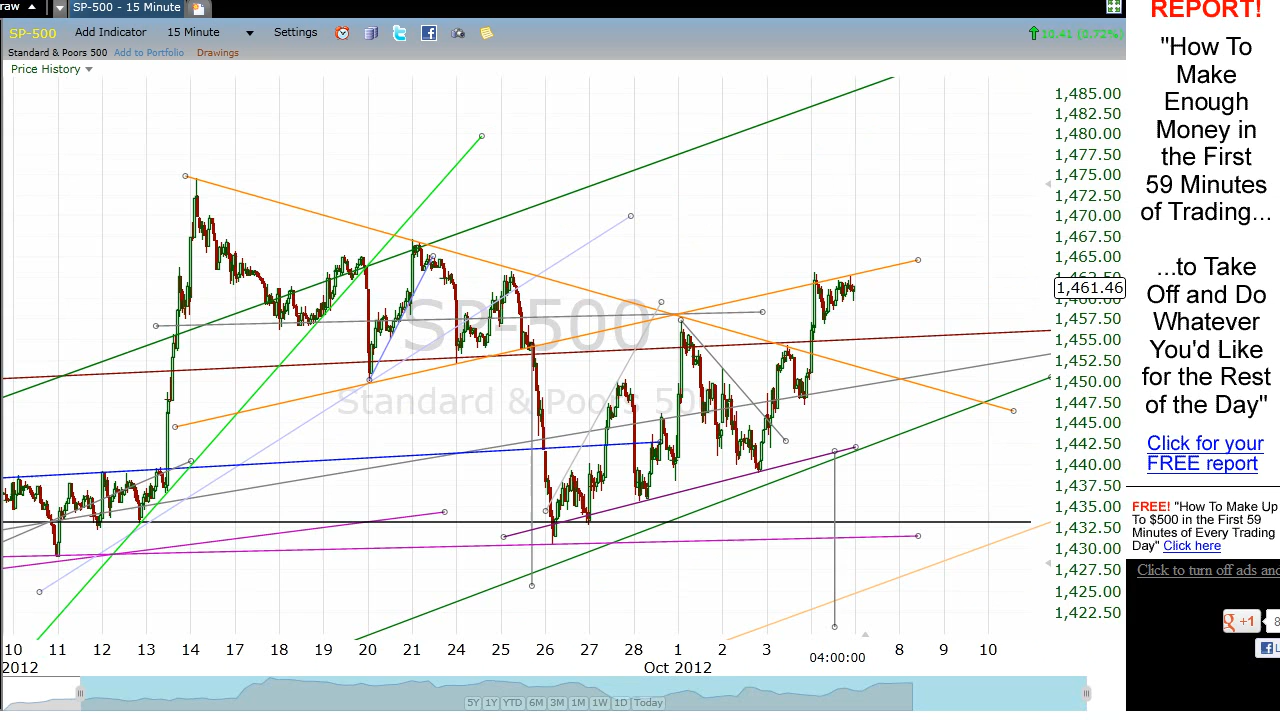 raw
SP-500 - 15 Minute
SP-500
Add Indicator
15 Minute
Settings
10.41 (0.72%)
Standard & Poors 500
Add to Portfolio
Drawings
Price History
SP-500
Standard & Poors 50
1,485.00
1,482.50
1,480.00
1,477.50
1,475.00
1,472.50
1,470.00
1,467.50
1,465.00
1,462.50
1,461.46
1,460.00
1,457.50
1,455.00
1,452.50
1,450.00
1,447.50
1,445.00
1,442.50
1,440.00
1,437.50
1,435.00
1,432.50
1,430.00
1,427.50
1,425.00
1,422.50
10 11 12 13 14 17 18 19 20 21 24 25 26 27 28 1 2 3 04:00:00 8 9 10
2012
Oct 2012
5Y 1Y YTD 6M 3M 1M 1W 1D Today
REPORT!
"How To
Make
Enough
Money in
the First
59 Minutes
of Trading...
...to Take
Off and Do
Whatever
You'd Like
for the Rest
of the Day"
Click for your
FREE report
FREE! "How To Make Up
To $500 in the First 59
Minutes of Every Trading
Day" Click here
Click to turn off ads and
+1
8
L